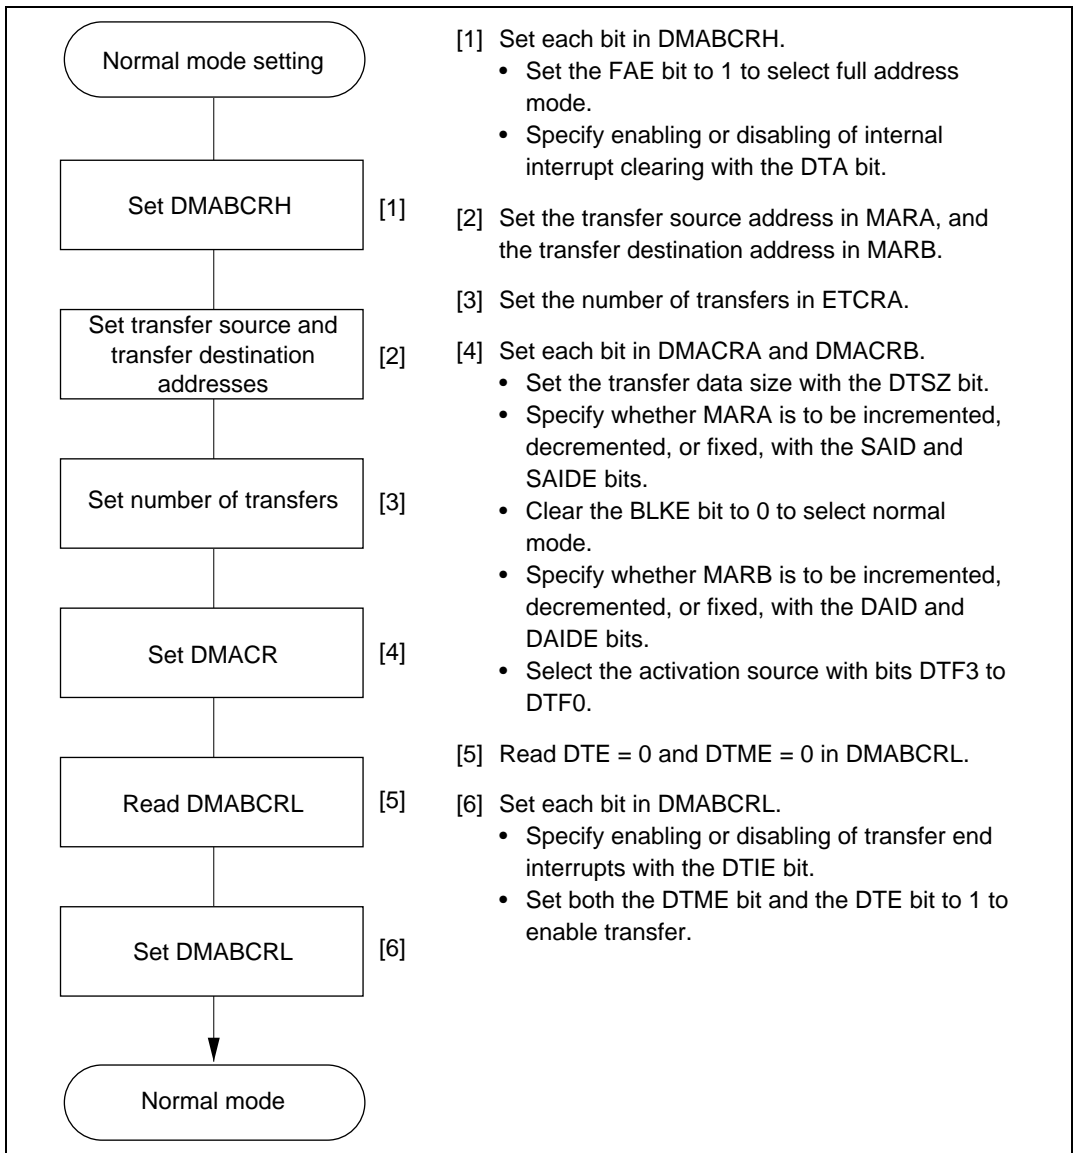 Normal mode setting
Set DMABCRH [1]
Set transfer source and
transfer destination
addresses
[2]
Set number of transfers [3]
Set DMACR [4]
Read DMABCRL [5]
Set DMABCRL [6]
Normal mode
[1] Set each bit in DMABCRH.
• Set the FAE bit to 1 to select full address
mode.
• Specify enabling or disabling of internal
interrupt clearing with the DTA bit.
[2] Set the transfer source address in MARA, and
the transfer destination address in MARB.
[3] Set the number of transfers in ETCRA.
[4] Set each bit in DMACRA and DMACRB.
• Set the transfer data size with the DTSZ bit.
• Specify whether MARA is to be incremented,
decremented, or fixed, with the SAID and
SAIDE bits.
• Clear the BLKE bit to 0 to select normal
mode.
• Specify whether MARB is to be incremented,
decremented, or fixed, with the DAID and
DAIDE bits.
• Select the activation source with bits DTF3 to
DTF0.
[5] Read DTE = 0 and DTME = 0 in DMABCRL.
[6] Set each bit in DMABCRL.
• Specify enabling or disabling of transfer end
interrupts with the DTIE bit.
• Set both the DTME bit and the DTE bit to 1 to
enable transfer.